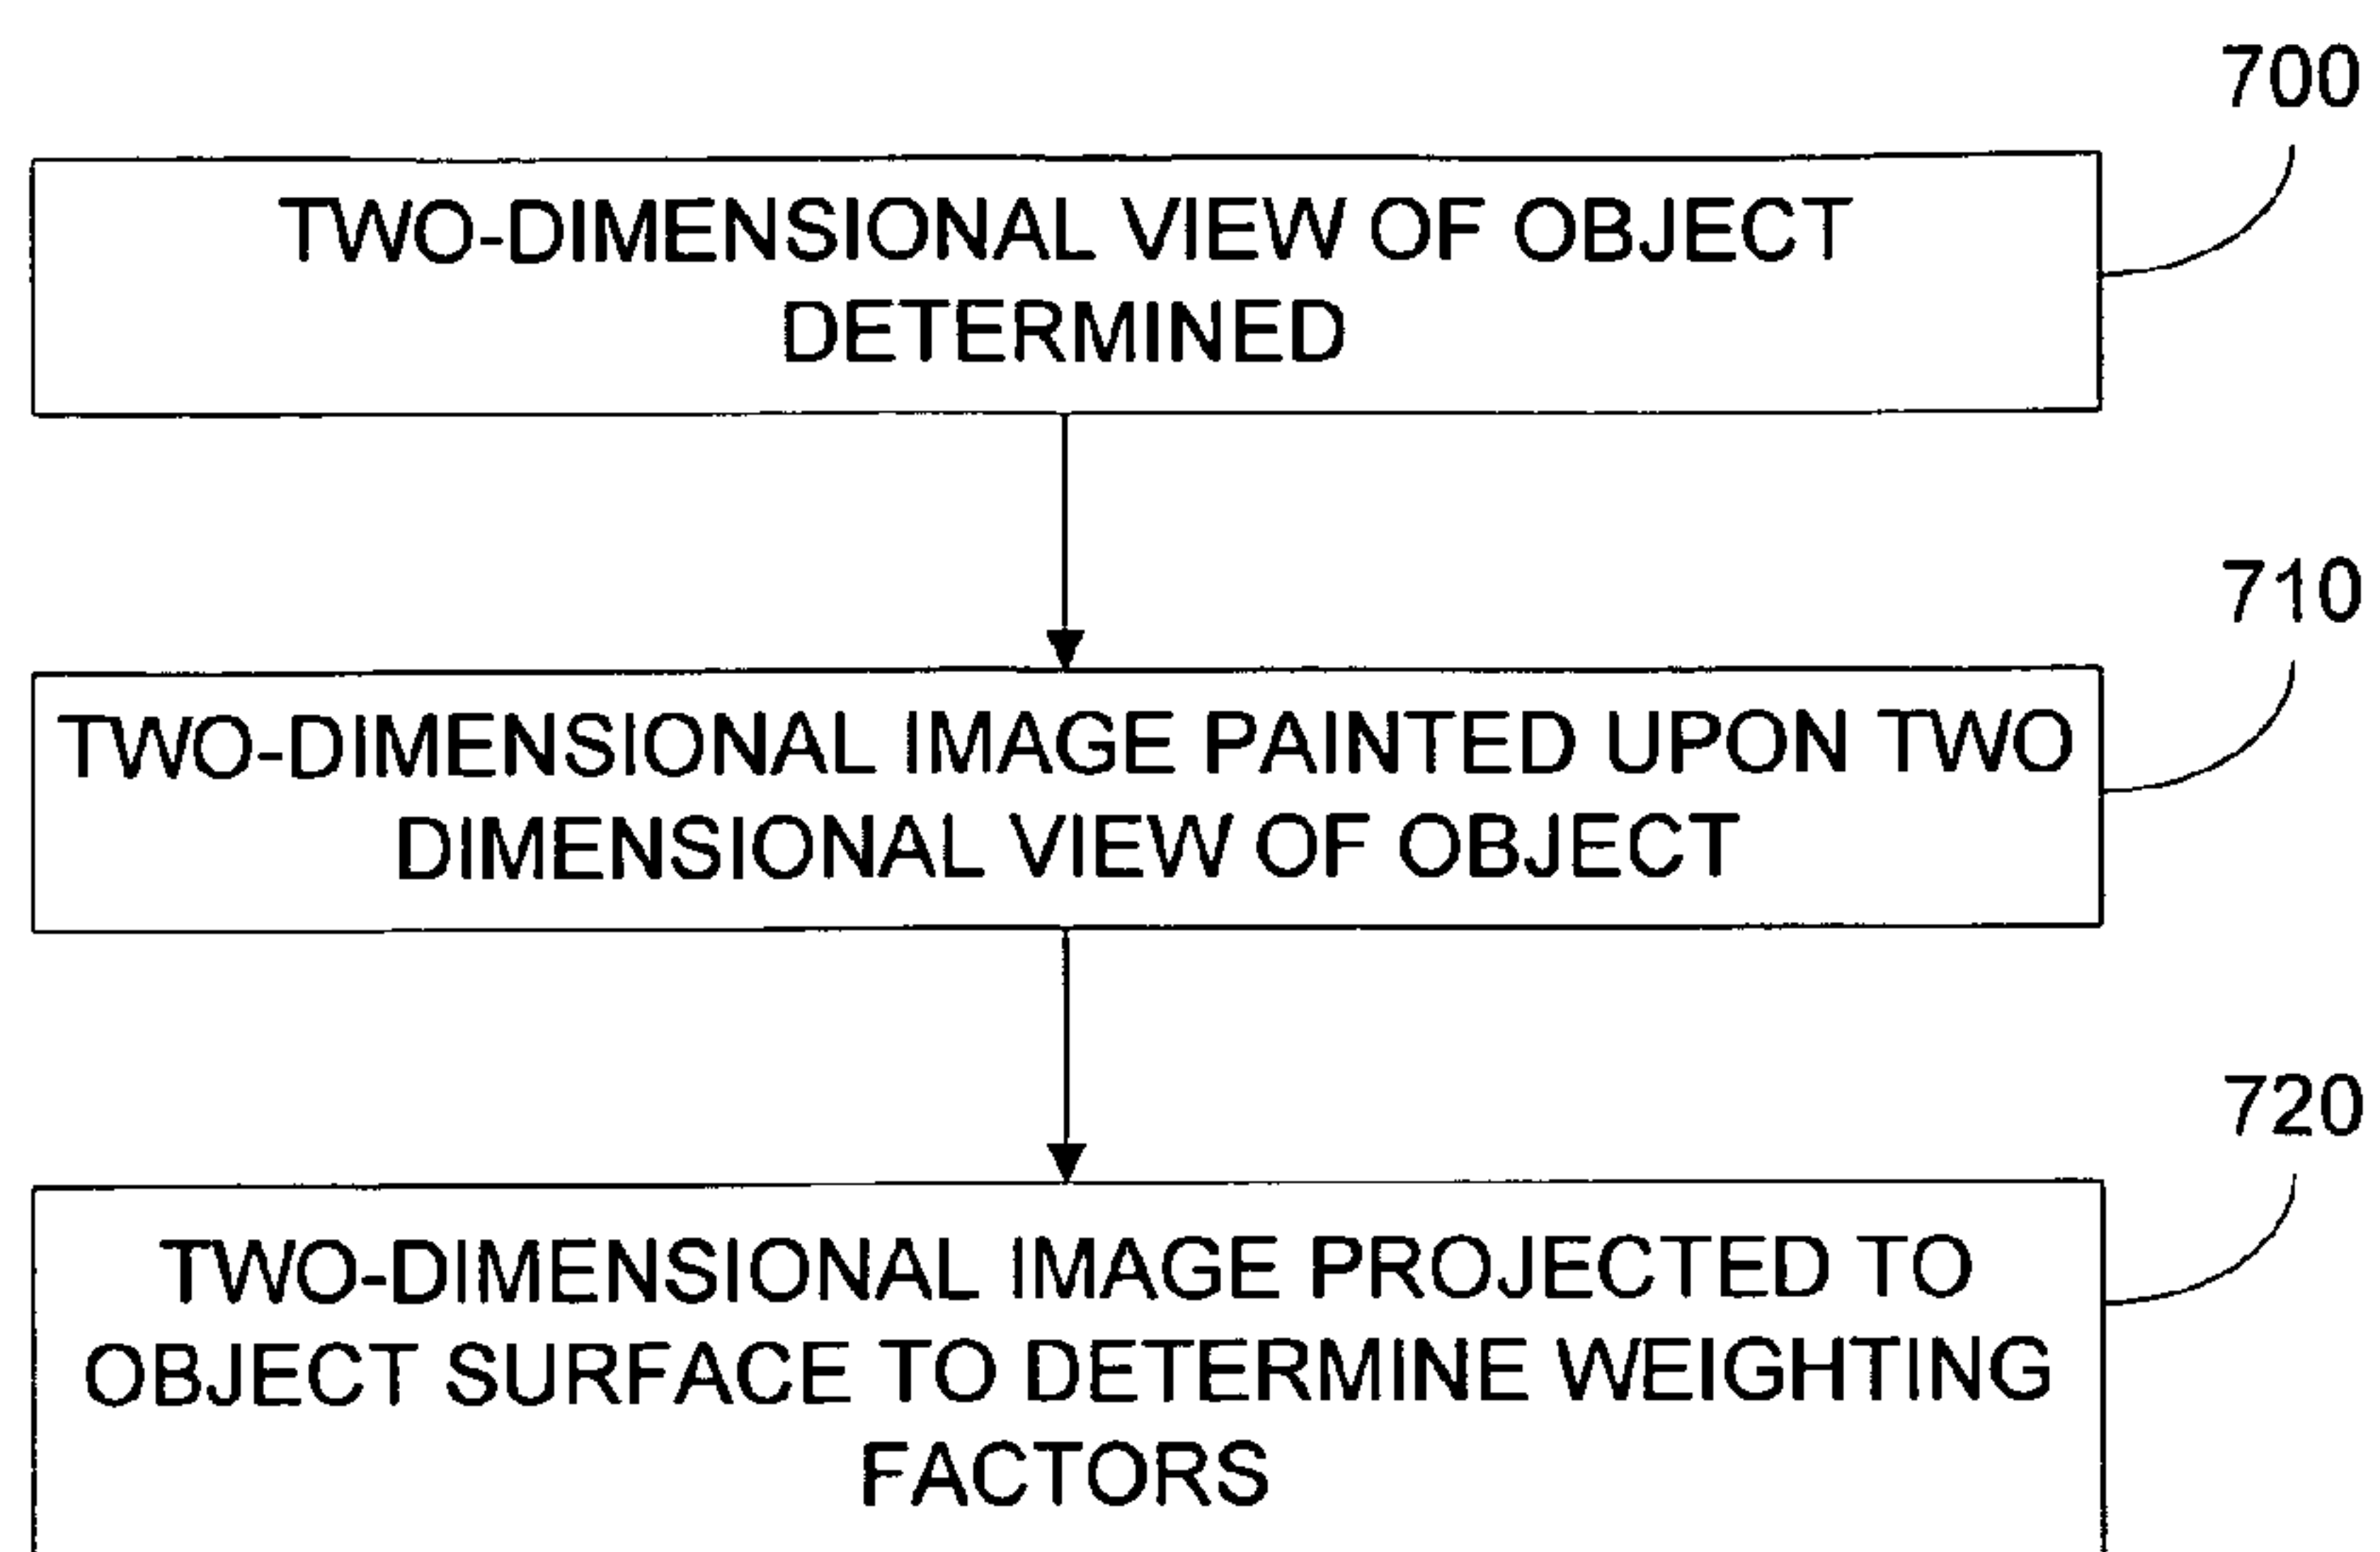 700
TWO-DIMENSIONAL VIEW OF OBJECT
DETERMINED
710
TWO-DIMENSIONAL IMAGE PAINTED UPON TWO
DIMENSIONAL VIEW OF OBJECT
720
TWO-DIMENSIONAL IMAGE PROJECTED TO
OBJECT SURFACE TO DETERMINE WEIGHTING
FACTORS